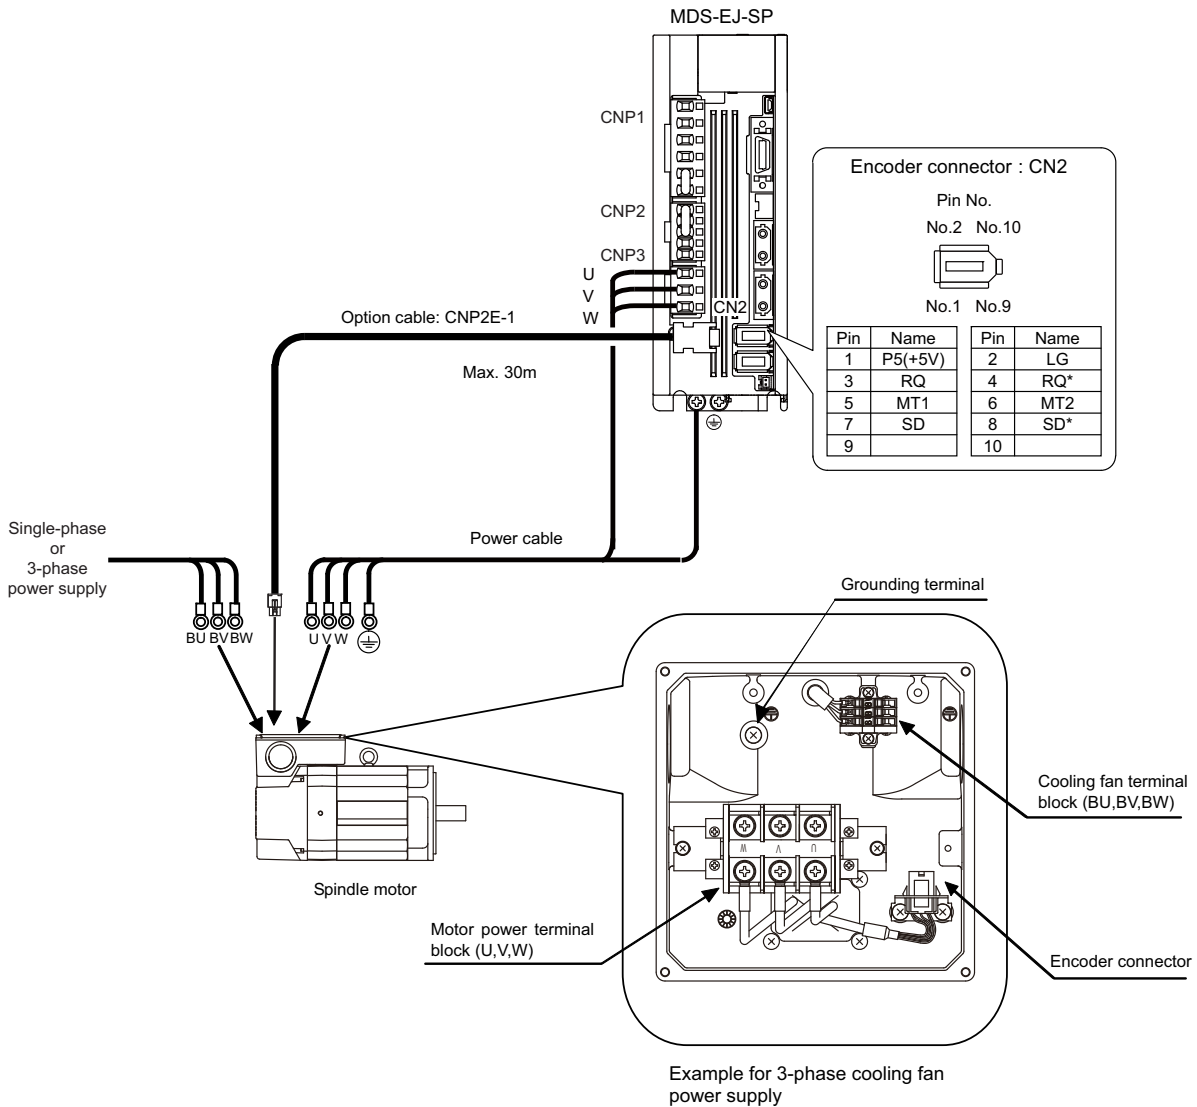 MDS-EJ-SP
CNP1
CNP2
CNP3
U
V
W
CN2
Encoder connector : CN2
Pin No.
No.2 No.10
No.1 No.9
Pin Name Pin Name
1 P5(+5V) 2 LG
3 RQ 4 RQ*
5 MT1 6 MT2
7 SD 8 SD*
9 10
Option cable: CNP2E-1
Max. 30m
Single-phase
or
3-phase
power supply
Power cable
BU BV BW
U V W
Grounding terminal
Cooling fan terminal
block (BU,BV,BW)
W V U
Spindle motor
Motor power terminal
block (U,V,W)
Encoder connector
Example for 3-phase cooling fan
power supply